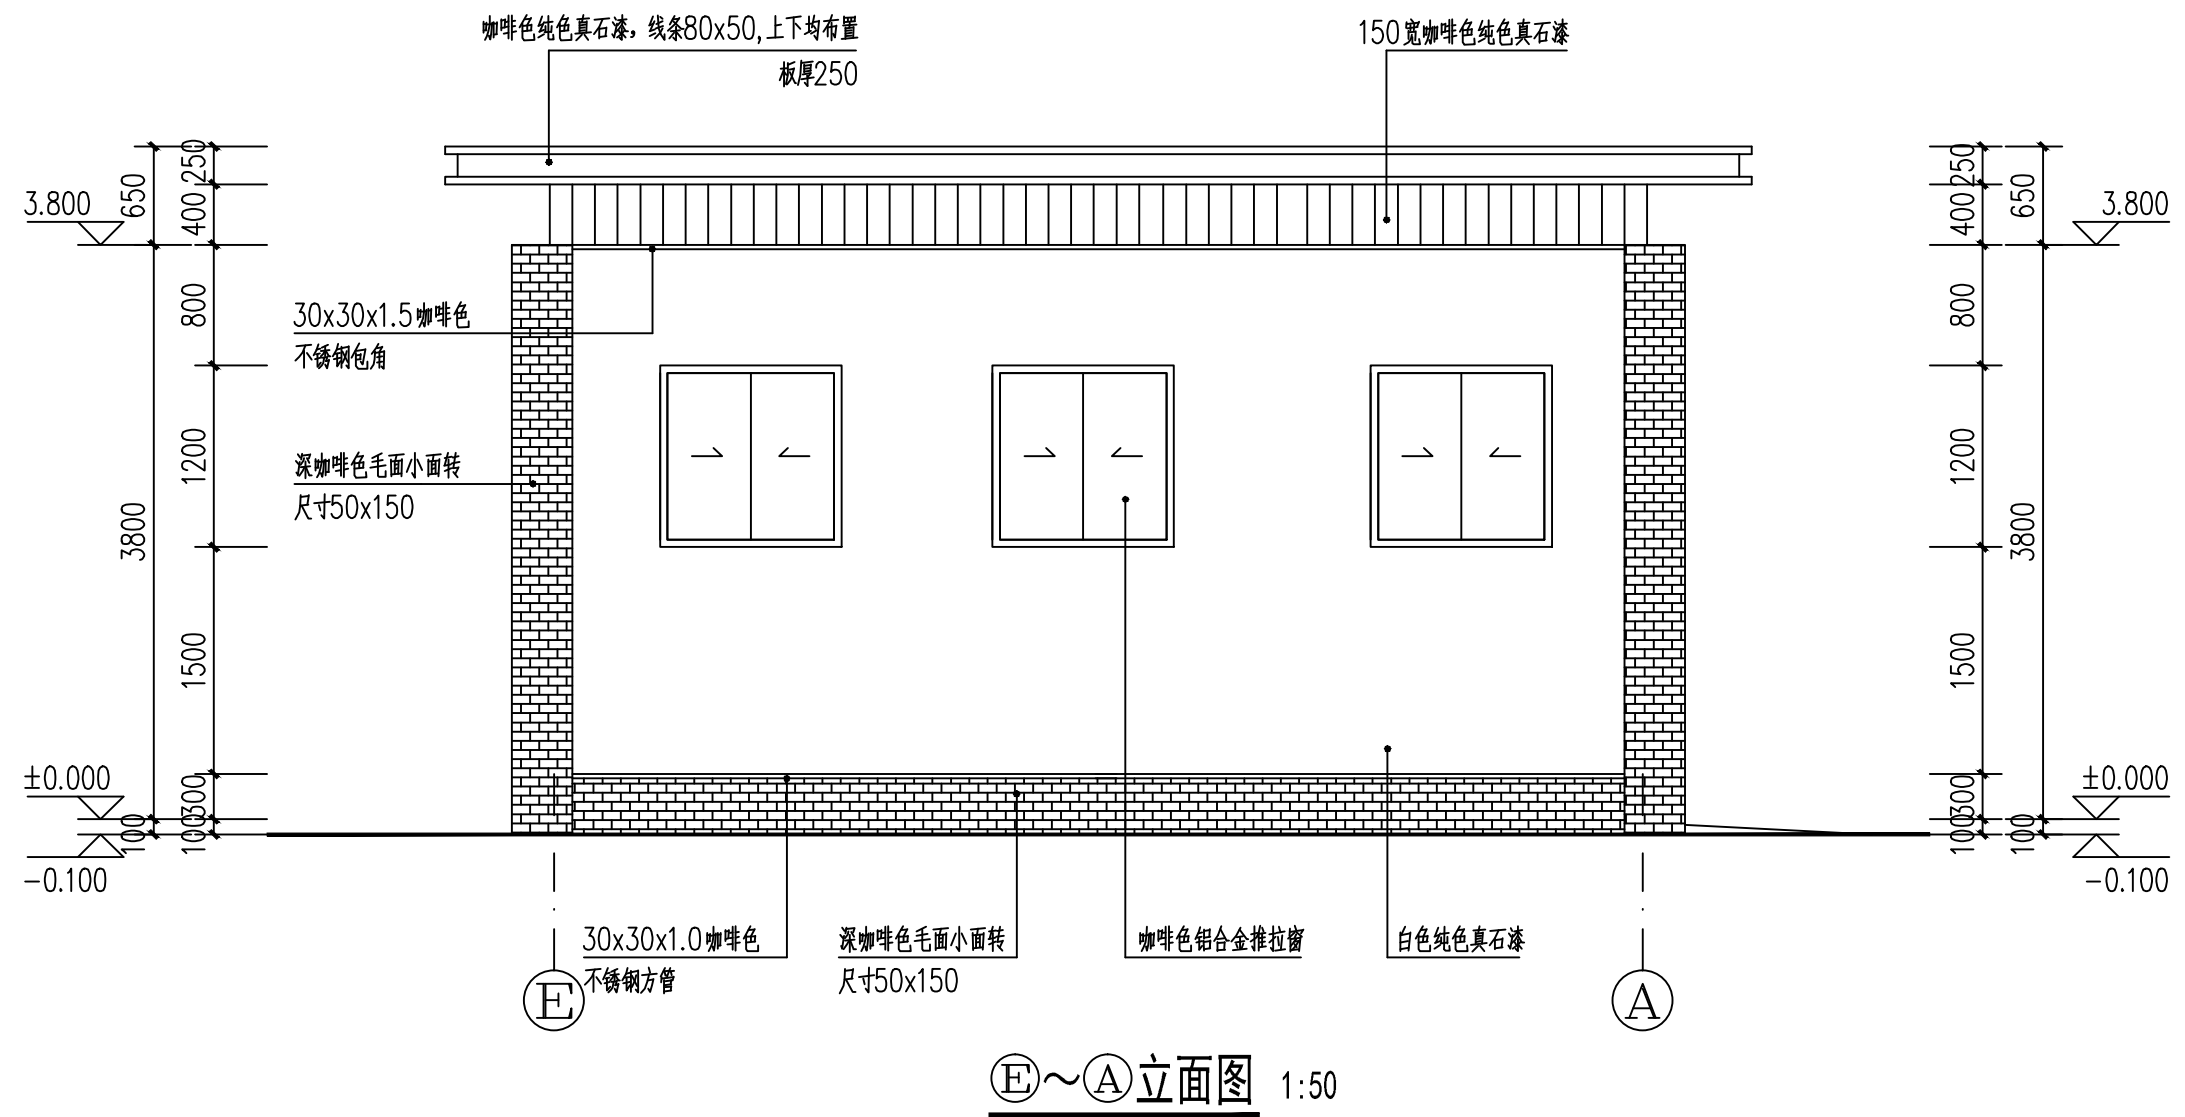 咖啡色纯色真石漆，线条80x50,上下均布置
板厚250
150宽咖啡色纯色真石漆
250
650
400
3.800
800
1200
3800
1500
±0.000
300
100
100
-0.100
30x30x1.5咖啡色
不锈钢包角
深咖啡色毛面小面转
尺寸50x150
250
650
400
3.800
800
1200
3800
1500
±0.000
300
100
100
-0.100
30x30x1.0咖啡色
不锈钢方管
深咖啡色毛面小面转
尺寸50x150
咖啡色铝合金推拉窗
白色纯色真石漆
E
A
E～A立面图 1:50